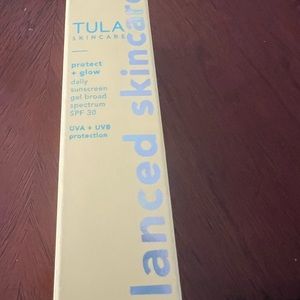 TULA
SKINCARE
protect
+ glow
daily
sunscreen
gel broad
spectrum
SPF 30
UVA + UVB
protection
lanced skincare